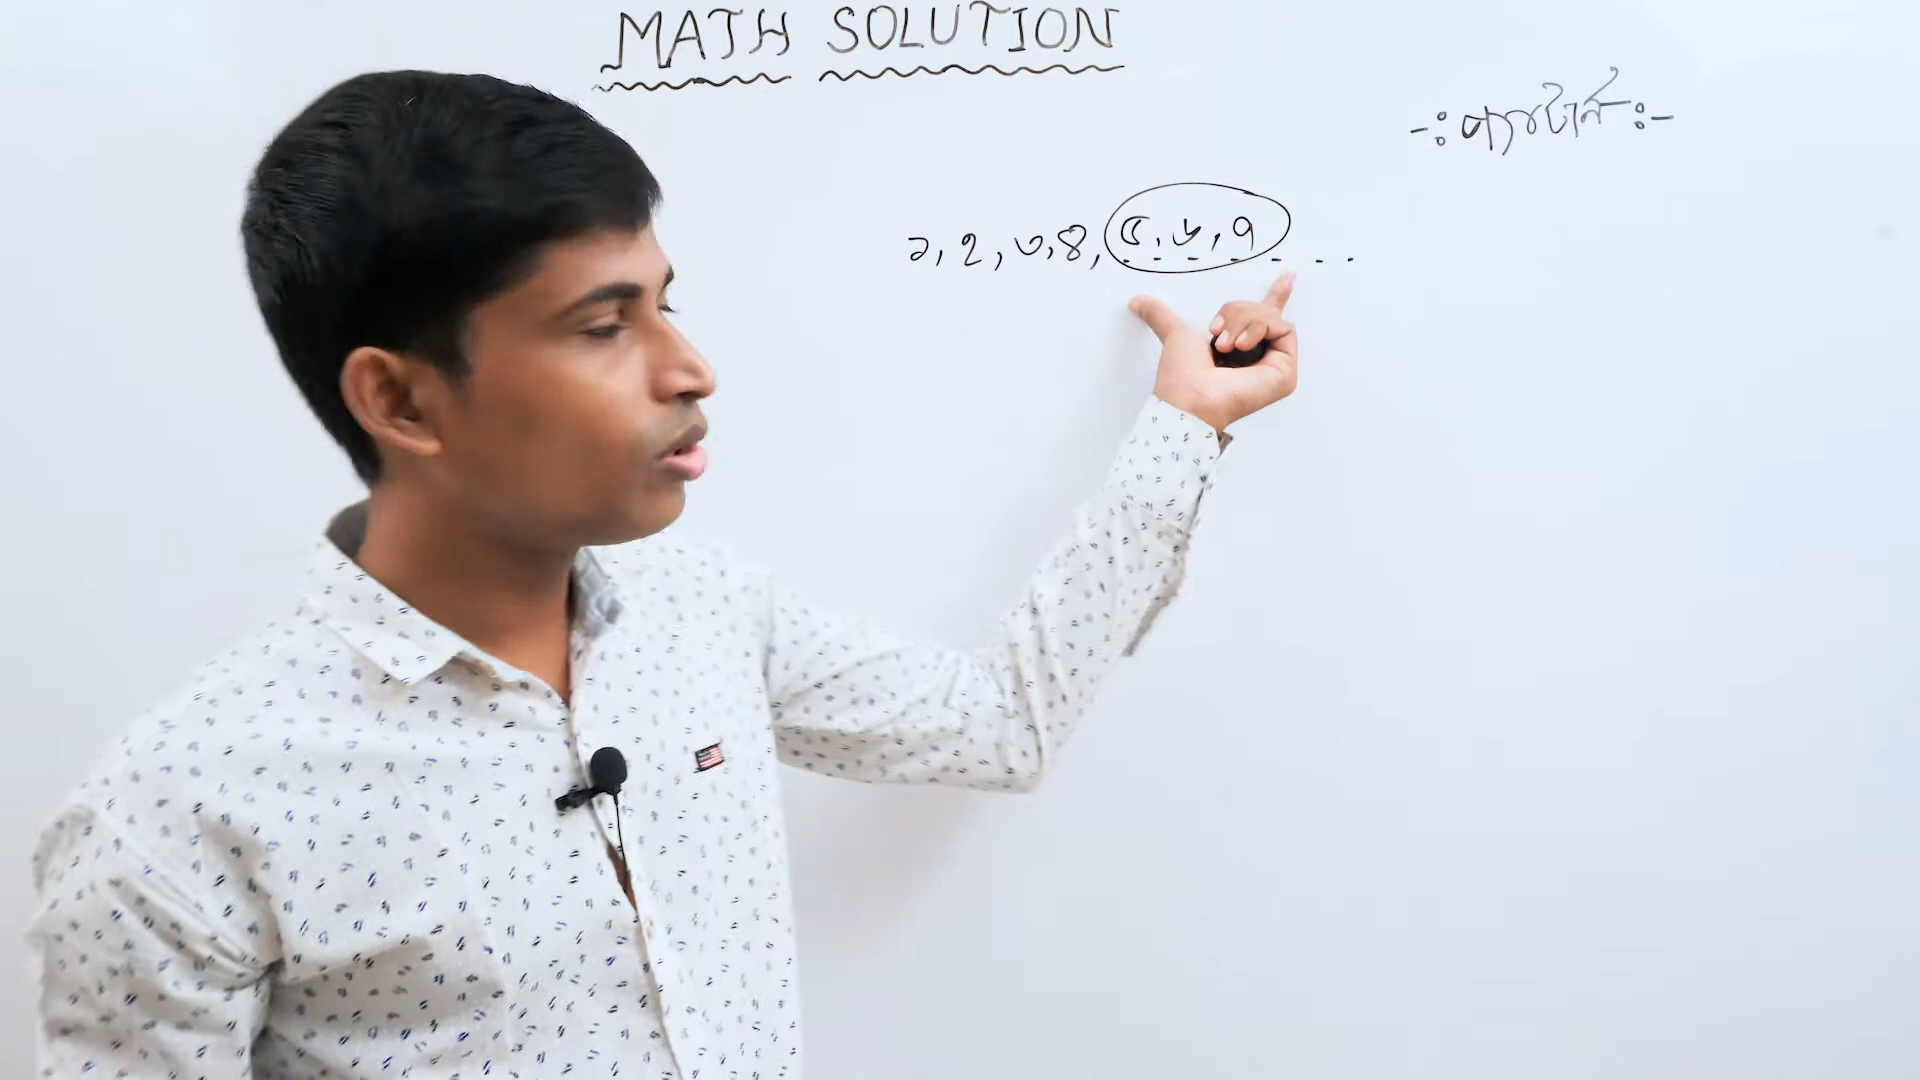 MATH SOLUTION
-:প্যাটার্ন:-
১, ২, ৩, ৪, ৫, ৬, ৭ . . .